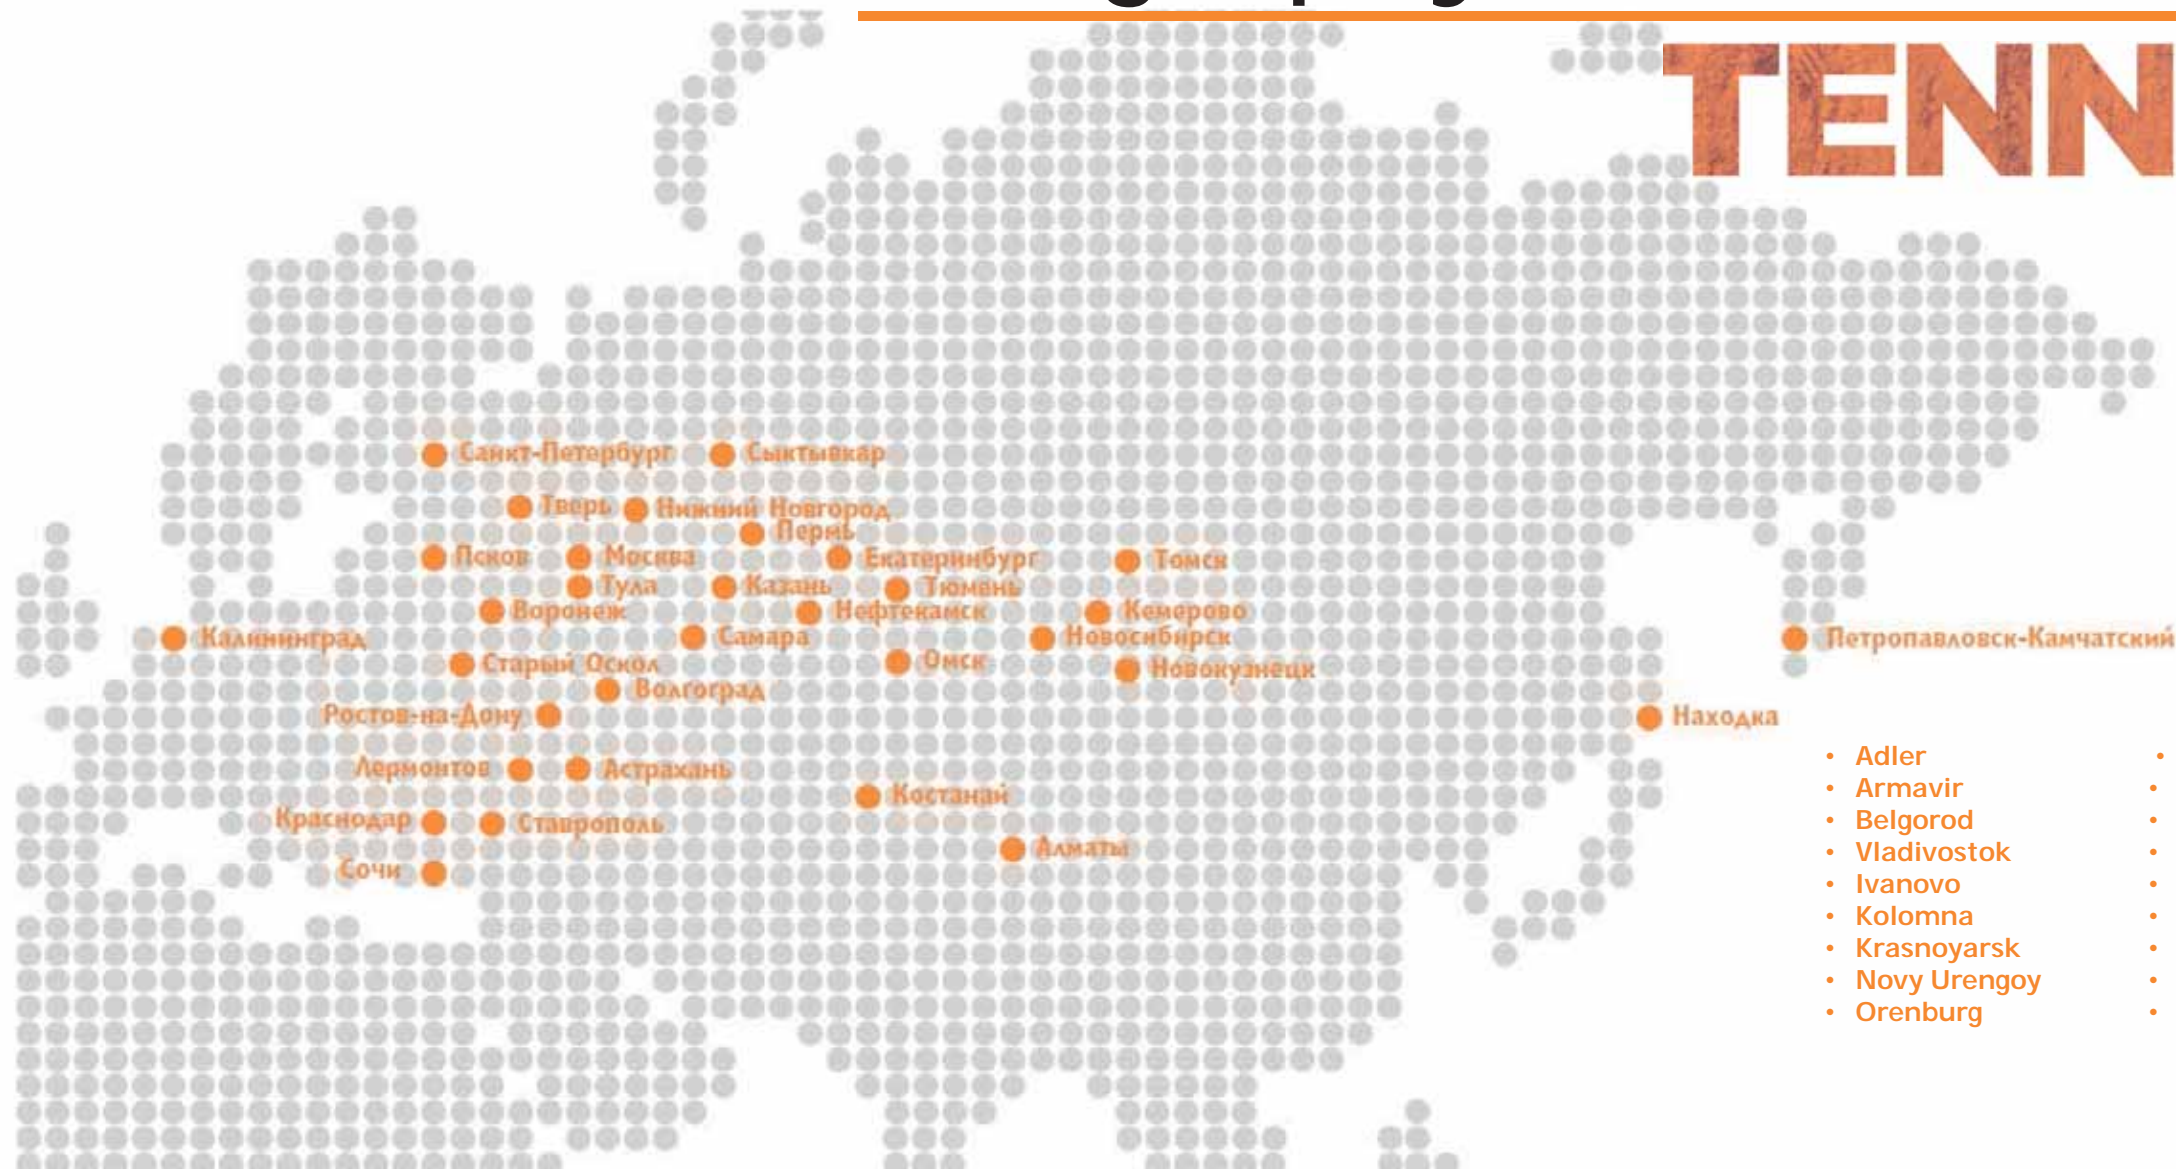 TENN
Санкт-Петербург
Сыктывкар
Тверь
Нижний Новгород
Пермь
Псков
Москва
Екатеринбург
Томск
Тула
Казань
Тюмень
Воронеж
Нефтекамск
Кемерово
Калининград
Самара
Новосибирск
Петропавловск-Камчатский
Старый Оскол
Омск
Новокузнецк
Волгоград
Ростов-на-Дону
Находка
Лермонтов
Астрахань
Костанай
Краснодар
Ставрополь
Алматы
Сочи
• Adler
• Armavir
• Belgorod
• Vladivostok
• Ivanovo
• Kolomna
• Krasnoyarsk
• Novy Urengoy
• Orenburg